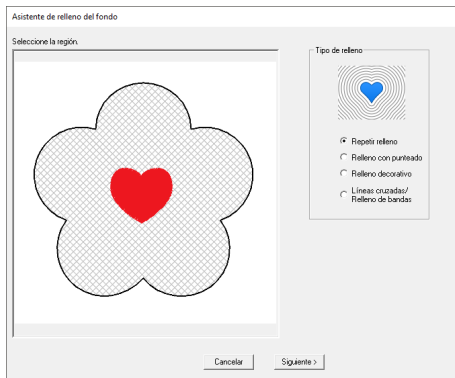 Asistente de relleno del fondo
Seleccione la región.
Tipo de relleno
Repetir relleno
Relleno con punteado
Relleno decorativo
Líneas cruzadas/
Relleno de bandas
Cancelar
Siguiente >